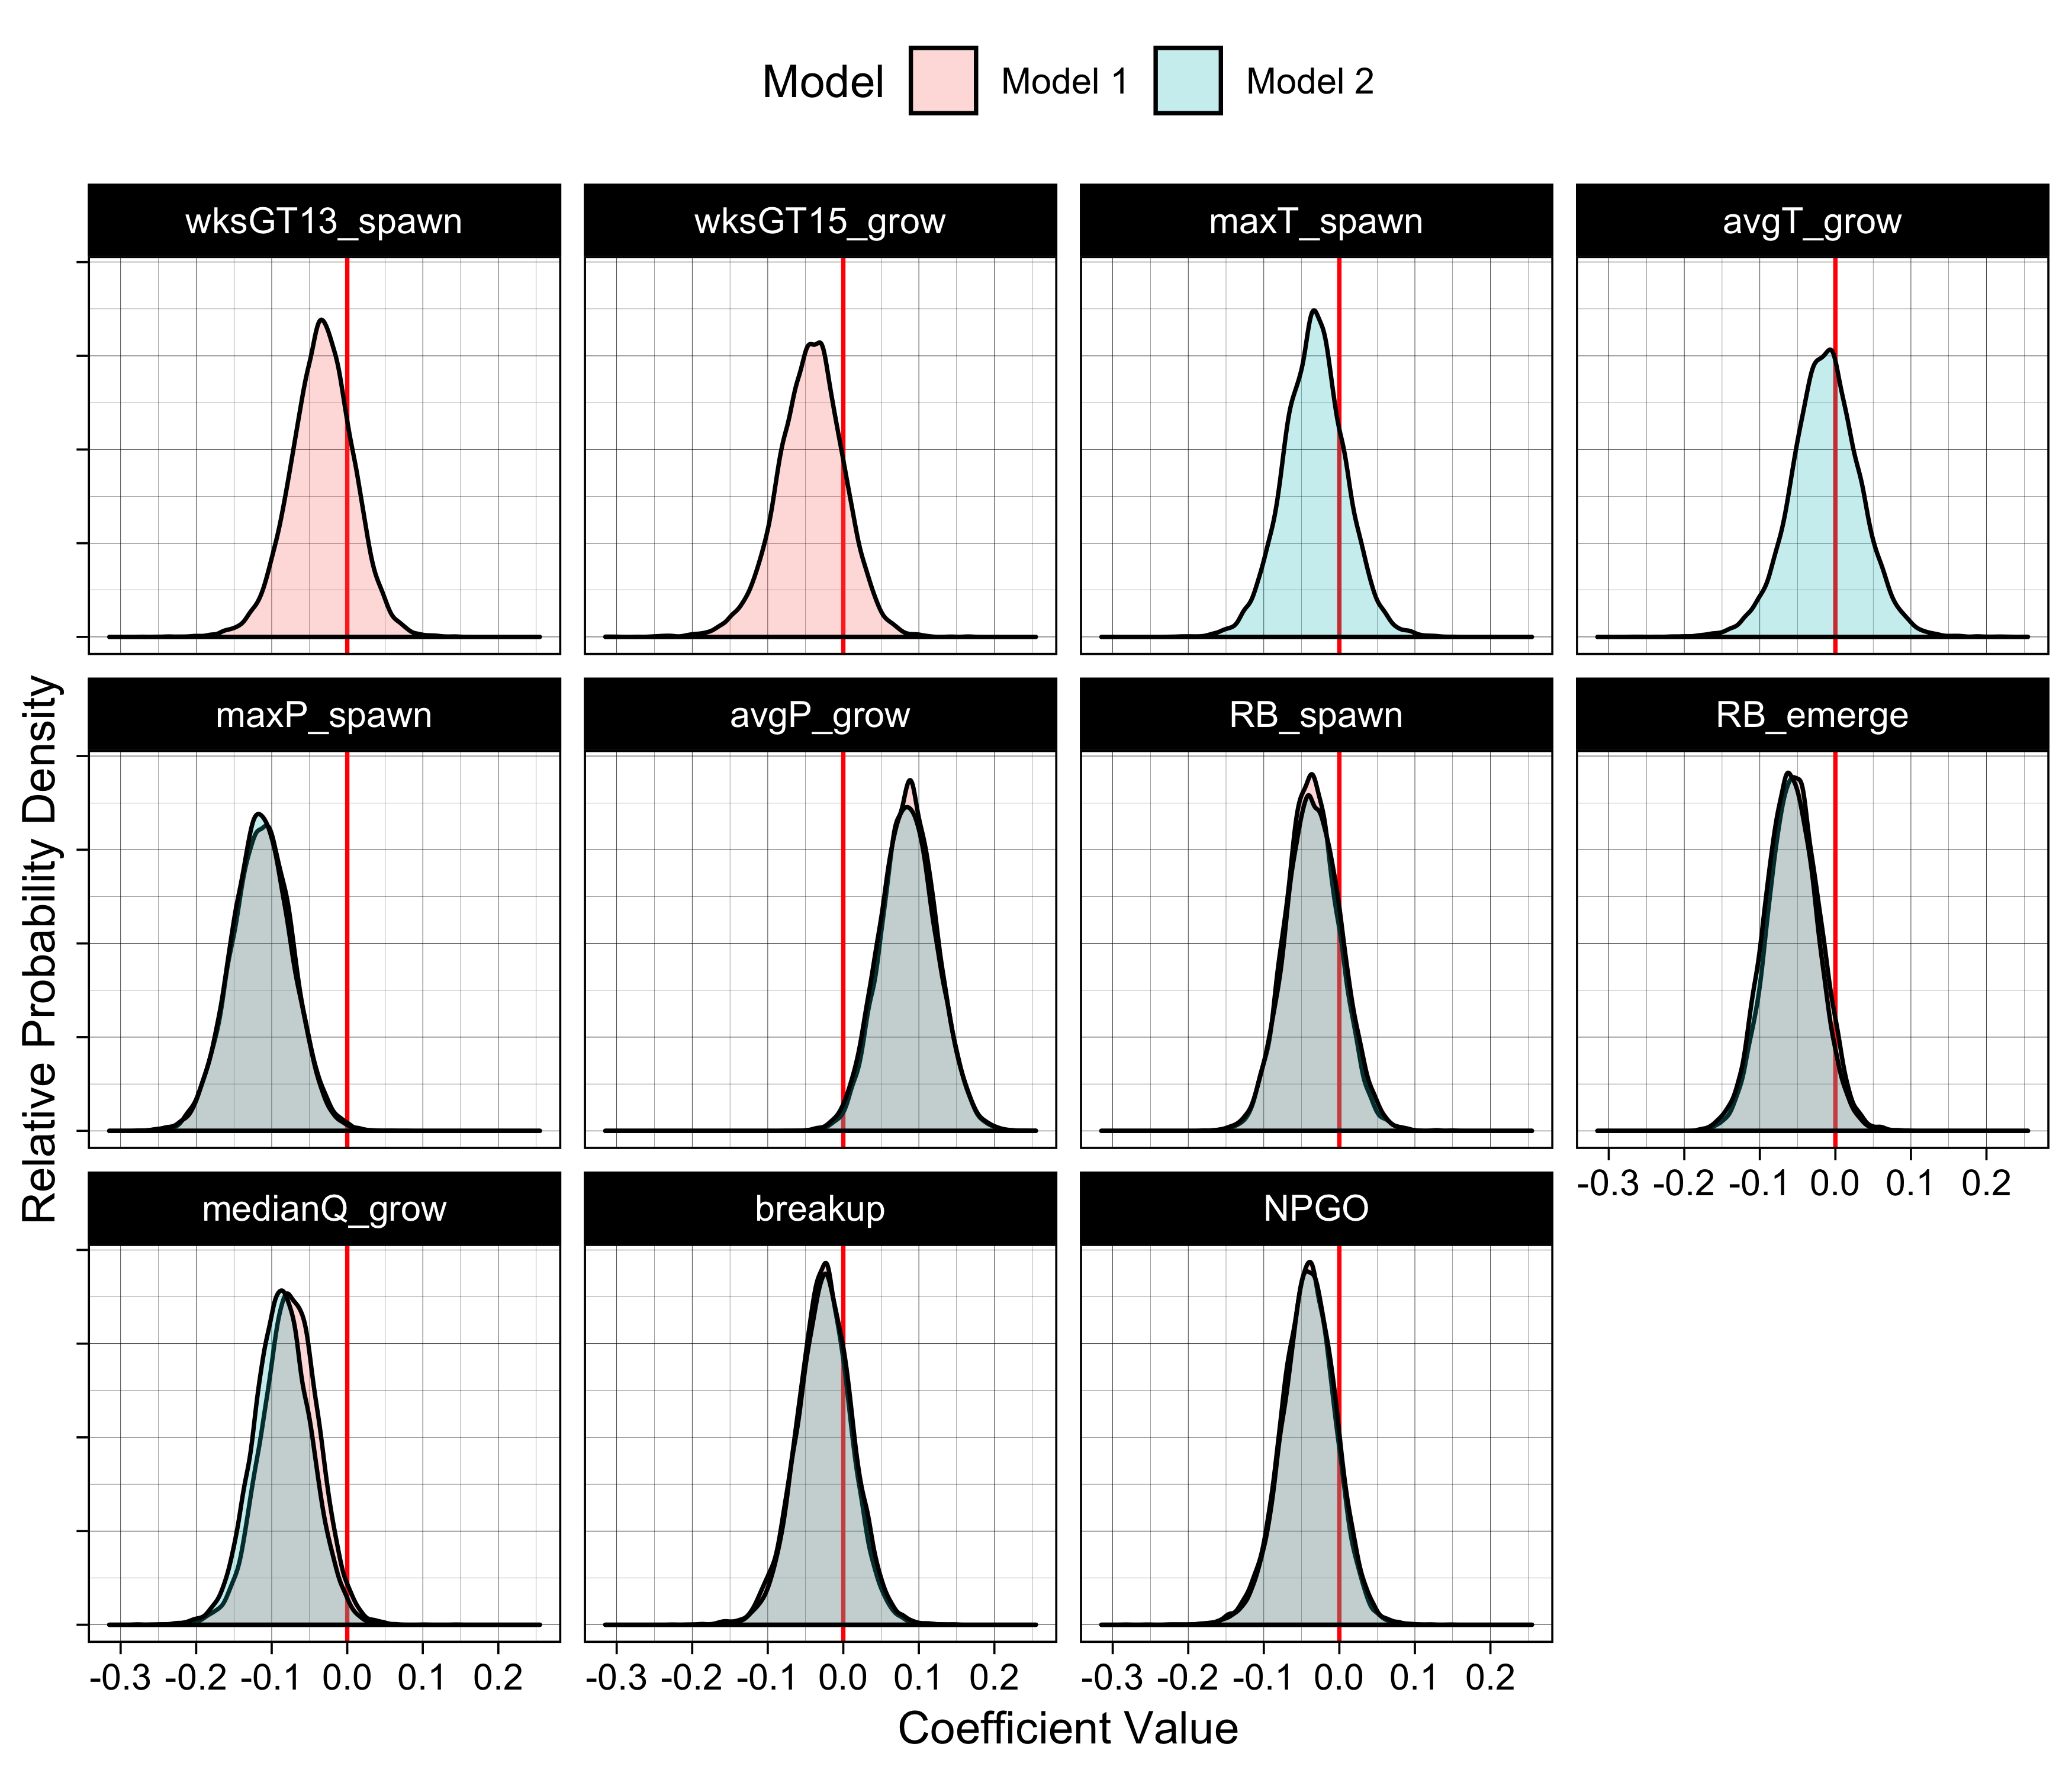 Model Model 1 Model 2
wksGT13_spawn wksGT15_grow maxT_spawn avgT_grow
maxP_spawn avgP_grow RB_spawn RB_emerge
-0.3 -0.2 -0.1 0.0 0.1 0.2
medianQ_grow breakup NPGO
-0.3 -0.2 -0.1 0.0 0.1 0.2 -0.3 -0.2 -0.1 0.0 0.1 0.2 -0.3 -0.2 -0.1 0.0 0.1 0.2
Coefficient Value
Relative Probability Density